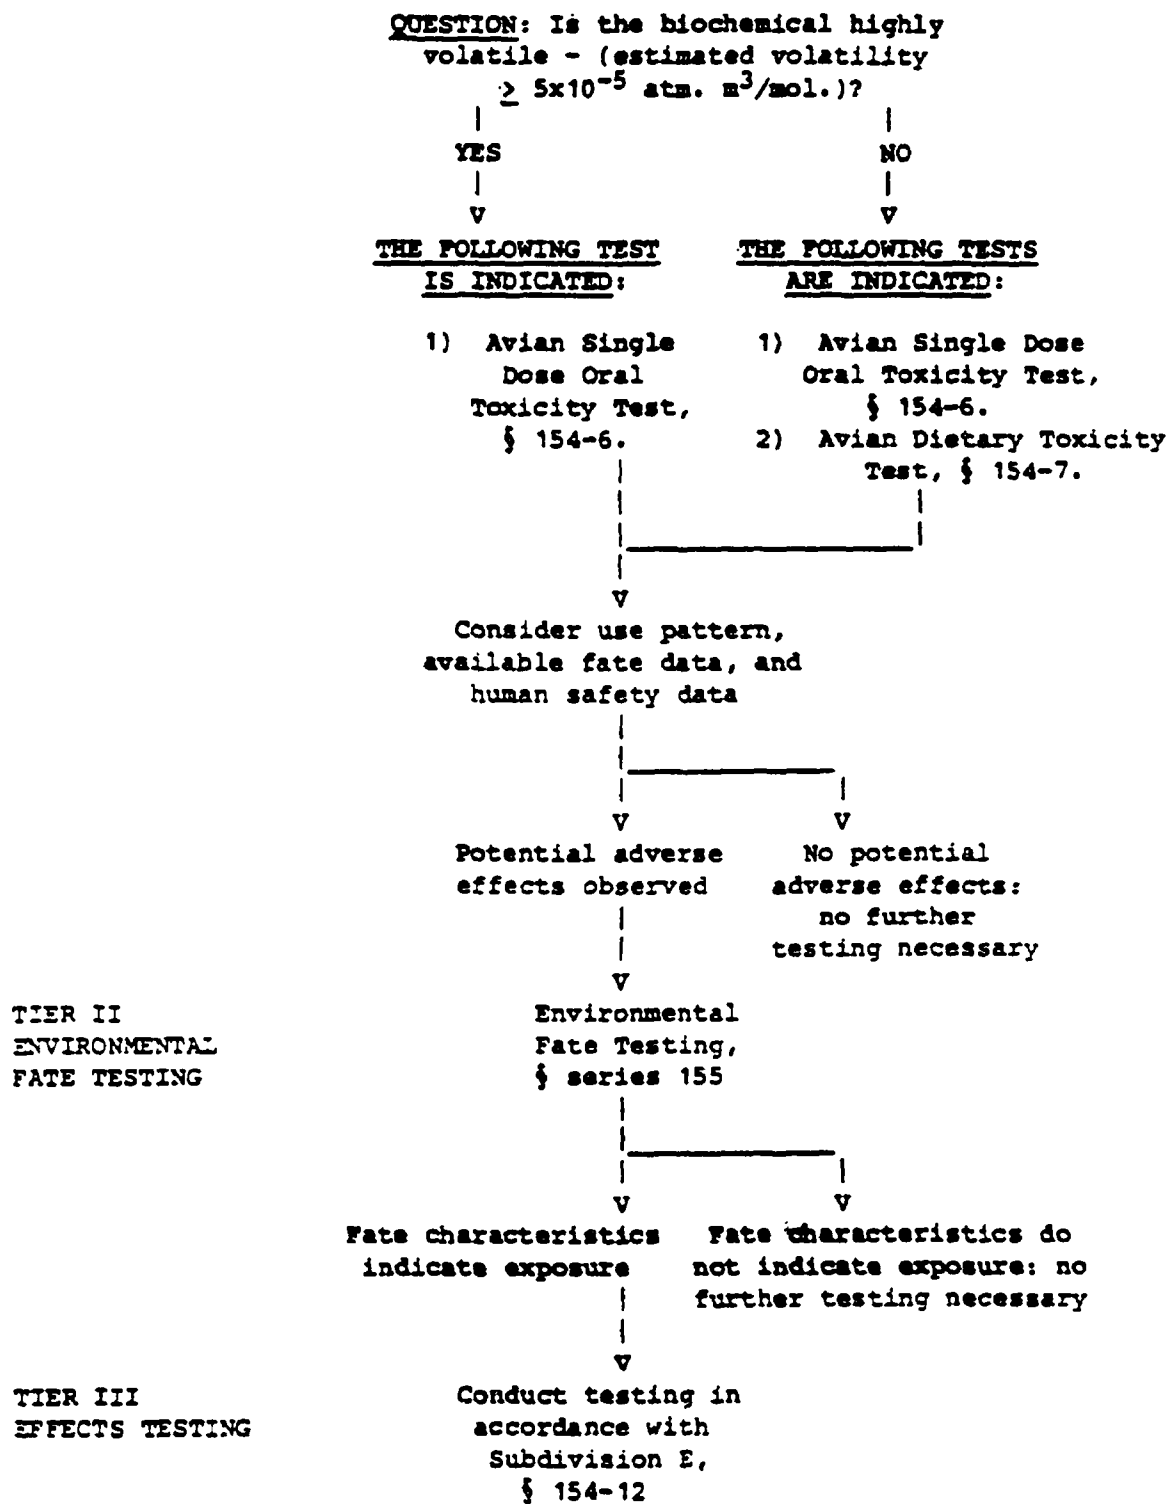 QUESTION: Is the biochemical highly
volatile - (estimated volatility
≥ 5x10⁻⁵ atm. m³/mol.)?
YES
NO
THE FOLLOWING TEST
IS INDICATED:
1) Avian Single
Dose Oral
Toxicity Test,
§ 154-6.
THE FOLLOWING TESTS
ARE INDICATED:
1) Avian Single Dose
Oral Toxicity Test,
§ 154-6.
2) Avian Dietary Toxicity
Test, § 154-7.
Consider use pattern,
available fate data, and
human safety data
Potential adverse
effects observed
No potential
adverse effects:
no further
testing necessary
TIER II
ENVIRONMENTAL
FATE TESTING
Environmental
Fate Testing,
§ series 155
Fate characteristics
indicate exposure
Fate characteristics do
not indicate exposure: no
further testing necessary
TIER III
EFFECTS TESTING
Conduct testing in
accordance with
Subdivision E,
§ 154-12